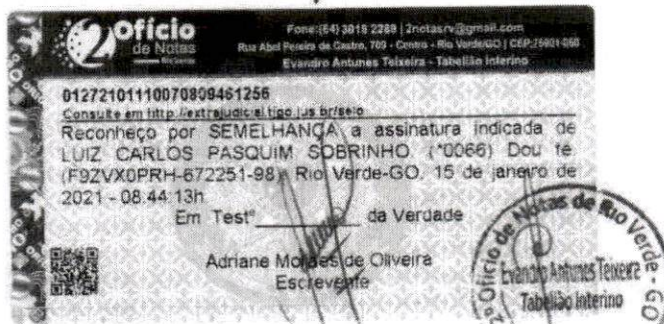 2 Ofício
de Notas
Rio Verde
Fone:(64) 3018 2289 | 2notasrv@gmail.com
Rua Abel Pereira de Castro, 709 - Centro - Rio Verde/GO | CEP:75901-060
Evandro Antunes Teixeira - Tabelião Interino
01272101110070809461256
Consulte em http://extrajudicial.tjgo.jus.br/selo
Reconheço por SEMELHANÇA a assinatura indicada de
LUIZ CARLOS PASQUIM SOBRINHO (*0066) Dou fé
(F9ZVX0PRH-672251-98) Rio Verde-GO, 15 de janeiro de
2021 - 08:44:13h
Em Testº da Verdade
Adriane Moraes de Oliveira
Escrevente
2º Ofício de Notas de Rio Verde - GO
Evandro Antunes Teixeira
Tabelião Interino